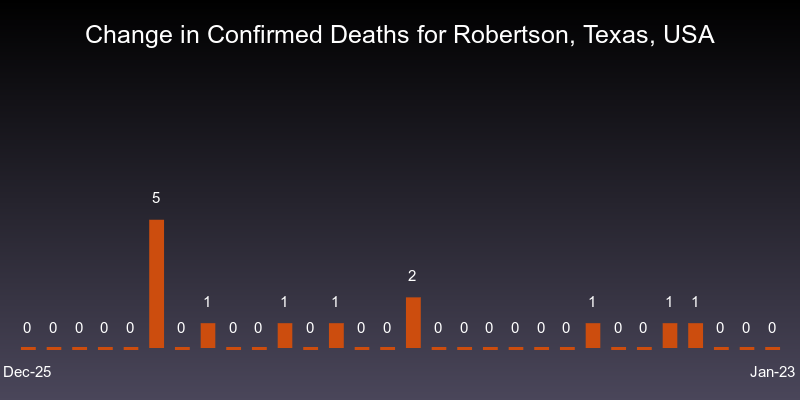 Change in Confirmed Deaths for Robertson, Texas, USA
5
2
1 1 1 1 1 1
0 0 0 0 0 0 0 0 0 0 0 0 0 0 0 0 0 0 0 0 0 0
Dec-25 Jan-23